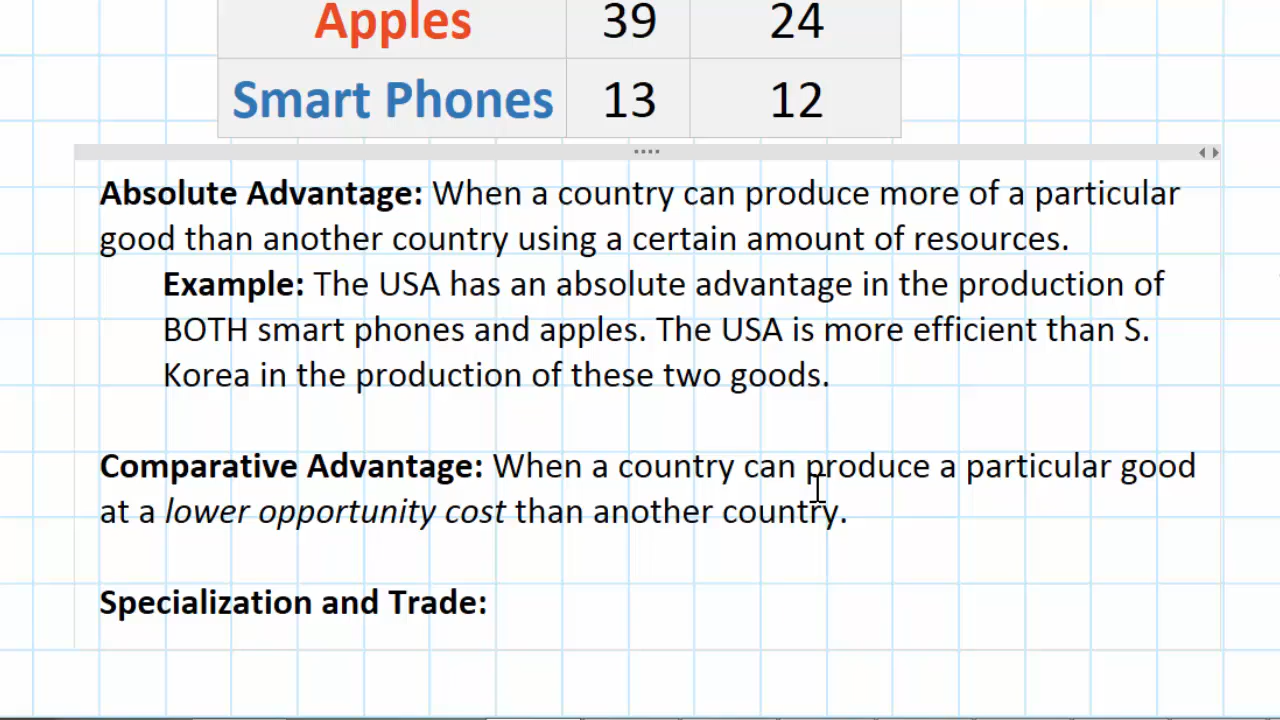 Apples 39 24
Smart Phones 13 12
Absolute Advantage: When a country can produce more of a particular
good than another country using a certain amount of resources.
Example: The USA has an absolute advantage in the production of
BOTH smart phones and apples. The USA is more efficient than S.
Korea in the production of these two goods.
Comparative Advantage: When a country can produce a particular good
at a lower opportunity cost than another country.
Specialization and Trade: